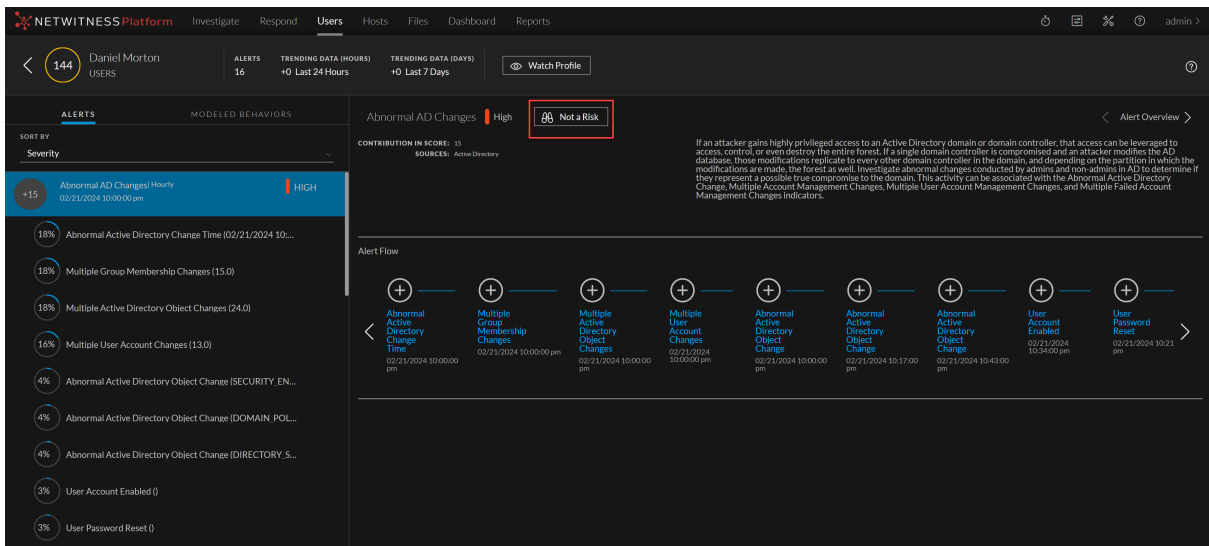 NETWITNESS Platform Investigate Respond Users Hosts Files Dashboard Reports admin >
144 Daniel Morton
USERS
ALERTS
16
TRENDING DATA (HOURS)
+0 Last 24 Hours
TRENDING DATA (DAYS)
+0 Last 7 Days
Watch Profile
ALERTS MODELED BEHAVIORS
SORT BY
Severity
+15 Abnormal AD Changes| Hourly HIGH
02/21/2024 10:00:00 pm
18% Abnormal Active Directory Change Time (02/21/2024 10:...
18% Multiple Group Membership Changes (15.0)
18% Multiple Active Directory Object Changes (24.0)
16% Multiple User Account Changes (13.0)
4% Abnormal Active Directory Object Change (SECURITY_EN...
4% Abnormal Active Directory Object Change (DOMAIN_POL...
4% Abnormal Active Directory Object Change (DIRECTORY_S...
3% User Account Enabled ()
3% User Password Reset ()
Abnormal AD Changes High Not a Risk < Alert Overview >
CONTRIBUTION IN SCORE: 15
SOURCES: Active Directory
If an attacker gains highly privileged access to an Active Directory domain or domain controller, that access can be leveraged to
access, control, or even destroy the entire forest. If a single domain controller is compromised and an attacker modifies the AD
database, those modifications replicate to every other domain controller in the domain, and depending on the partition in which the
modifications are made, the forest as well. Investigate abnormal changes conducted by admins and non-admins in AD to determine if
they represent a possible true compromise to the domain. This activity can be associated with the Abnormal Active Directory
Change, Multiple Account Management Changes, Multiple User Account Management Changes, and Multiple Failed Account
Management Changes indicators.
Alert Flow
Abnormal
Active
Directory
Change
Time
02/21/2024 10:00:00
pm
Multiple
Group
Membership
Changes
02/21/2024 10:00:00 pm
Multiple
Active
Directory
Object
Changes
02/21/2024 10:00:00
pm
Multiple
User
Account
Changes
02/21/2024
10:00:00 pm
Abnormal
Active
Directory
Object
Change
02/21/2024 10:00:00
pm
Abnormal
Active
Directory
Object
Change
02/21/2024 10:17:00
pm
Abnormal
Active
Directory
Object
Change
02/21/2024 10:43:00
pm
User
Account
Enabled
02/21/2024
10:34:00 pm
User
Password
Reset
02/21/2024 10:21
pm